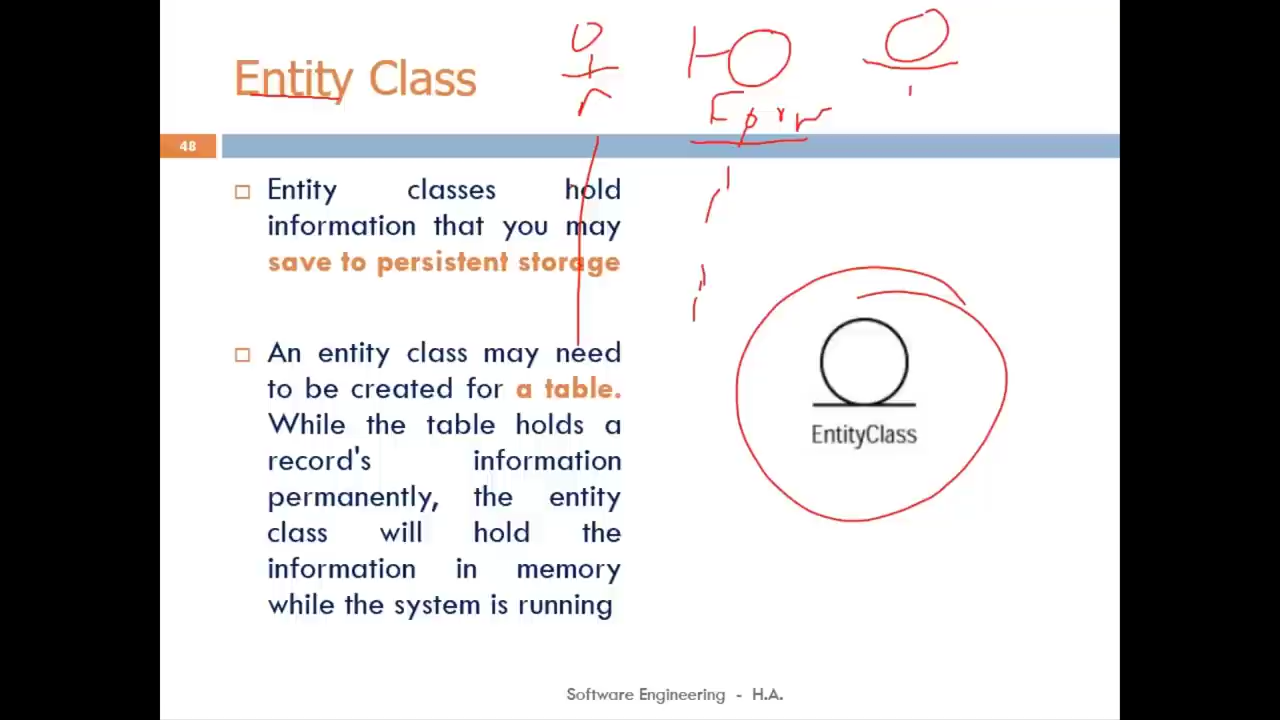 Entity Class
48
Entity classes hold
information that you may
save to persistent storage
An entity class may need
to be created for a table.
While the table holds a
record's information
permanently, the entity
class will hold the
information in memory
while the system is running
EntityClass
Software Engineering - H.A.